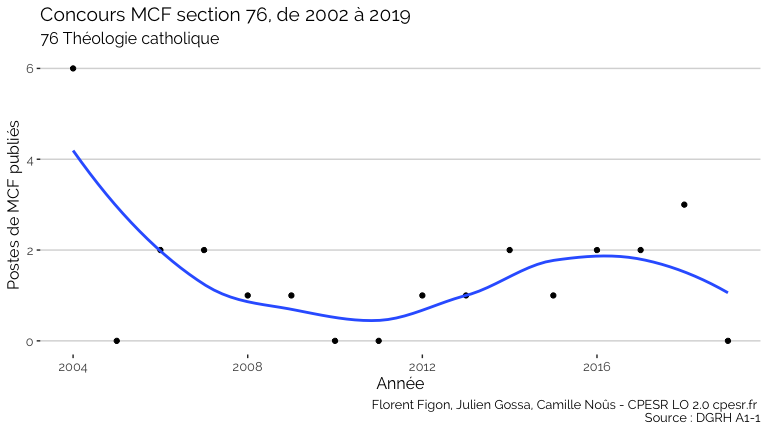 Concours MCF section 76, de 2002 à 2019
76 Théologie catholique
Postes de MCF publiés
6
4
2
0
2004
2008
2012
2016
Année
Florent Figon, Julien Gossa, Camille Noûs - CPESR LO 2.0 cpesr.fr
Source : DGRH A1-1